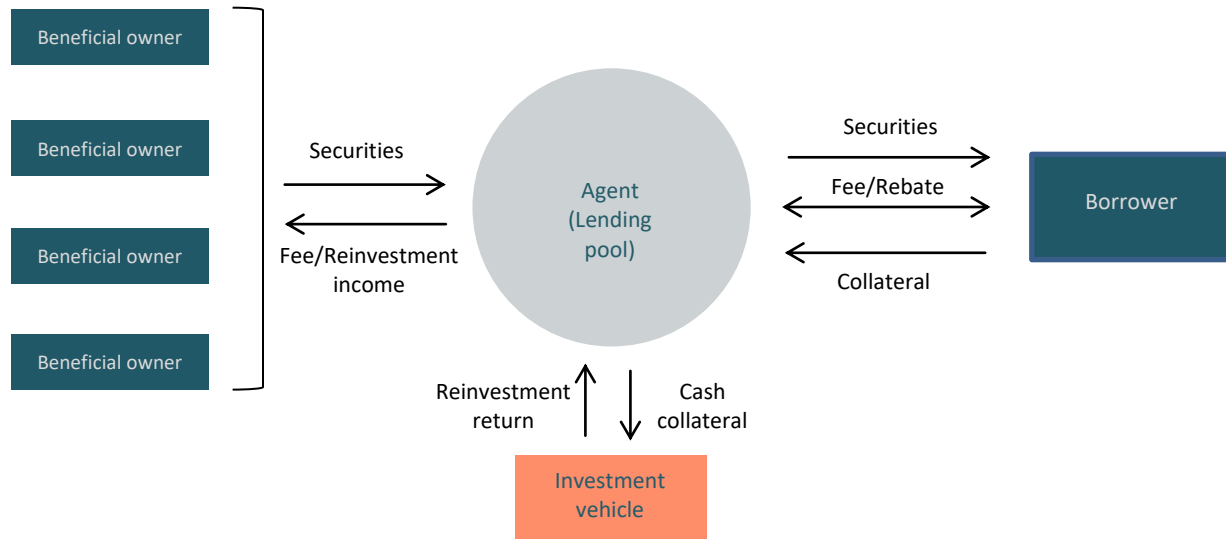 Beneficial owner
Beneficial owner
Beneficial owner
Beneficial owner
Securities
Fee/Reinvestment
income
Agent
(Lending
pool)
Securities
Fee/Rebate
Collateral
Borrower
Reinvestment
return
Cash
collateral
Investment
vehicle